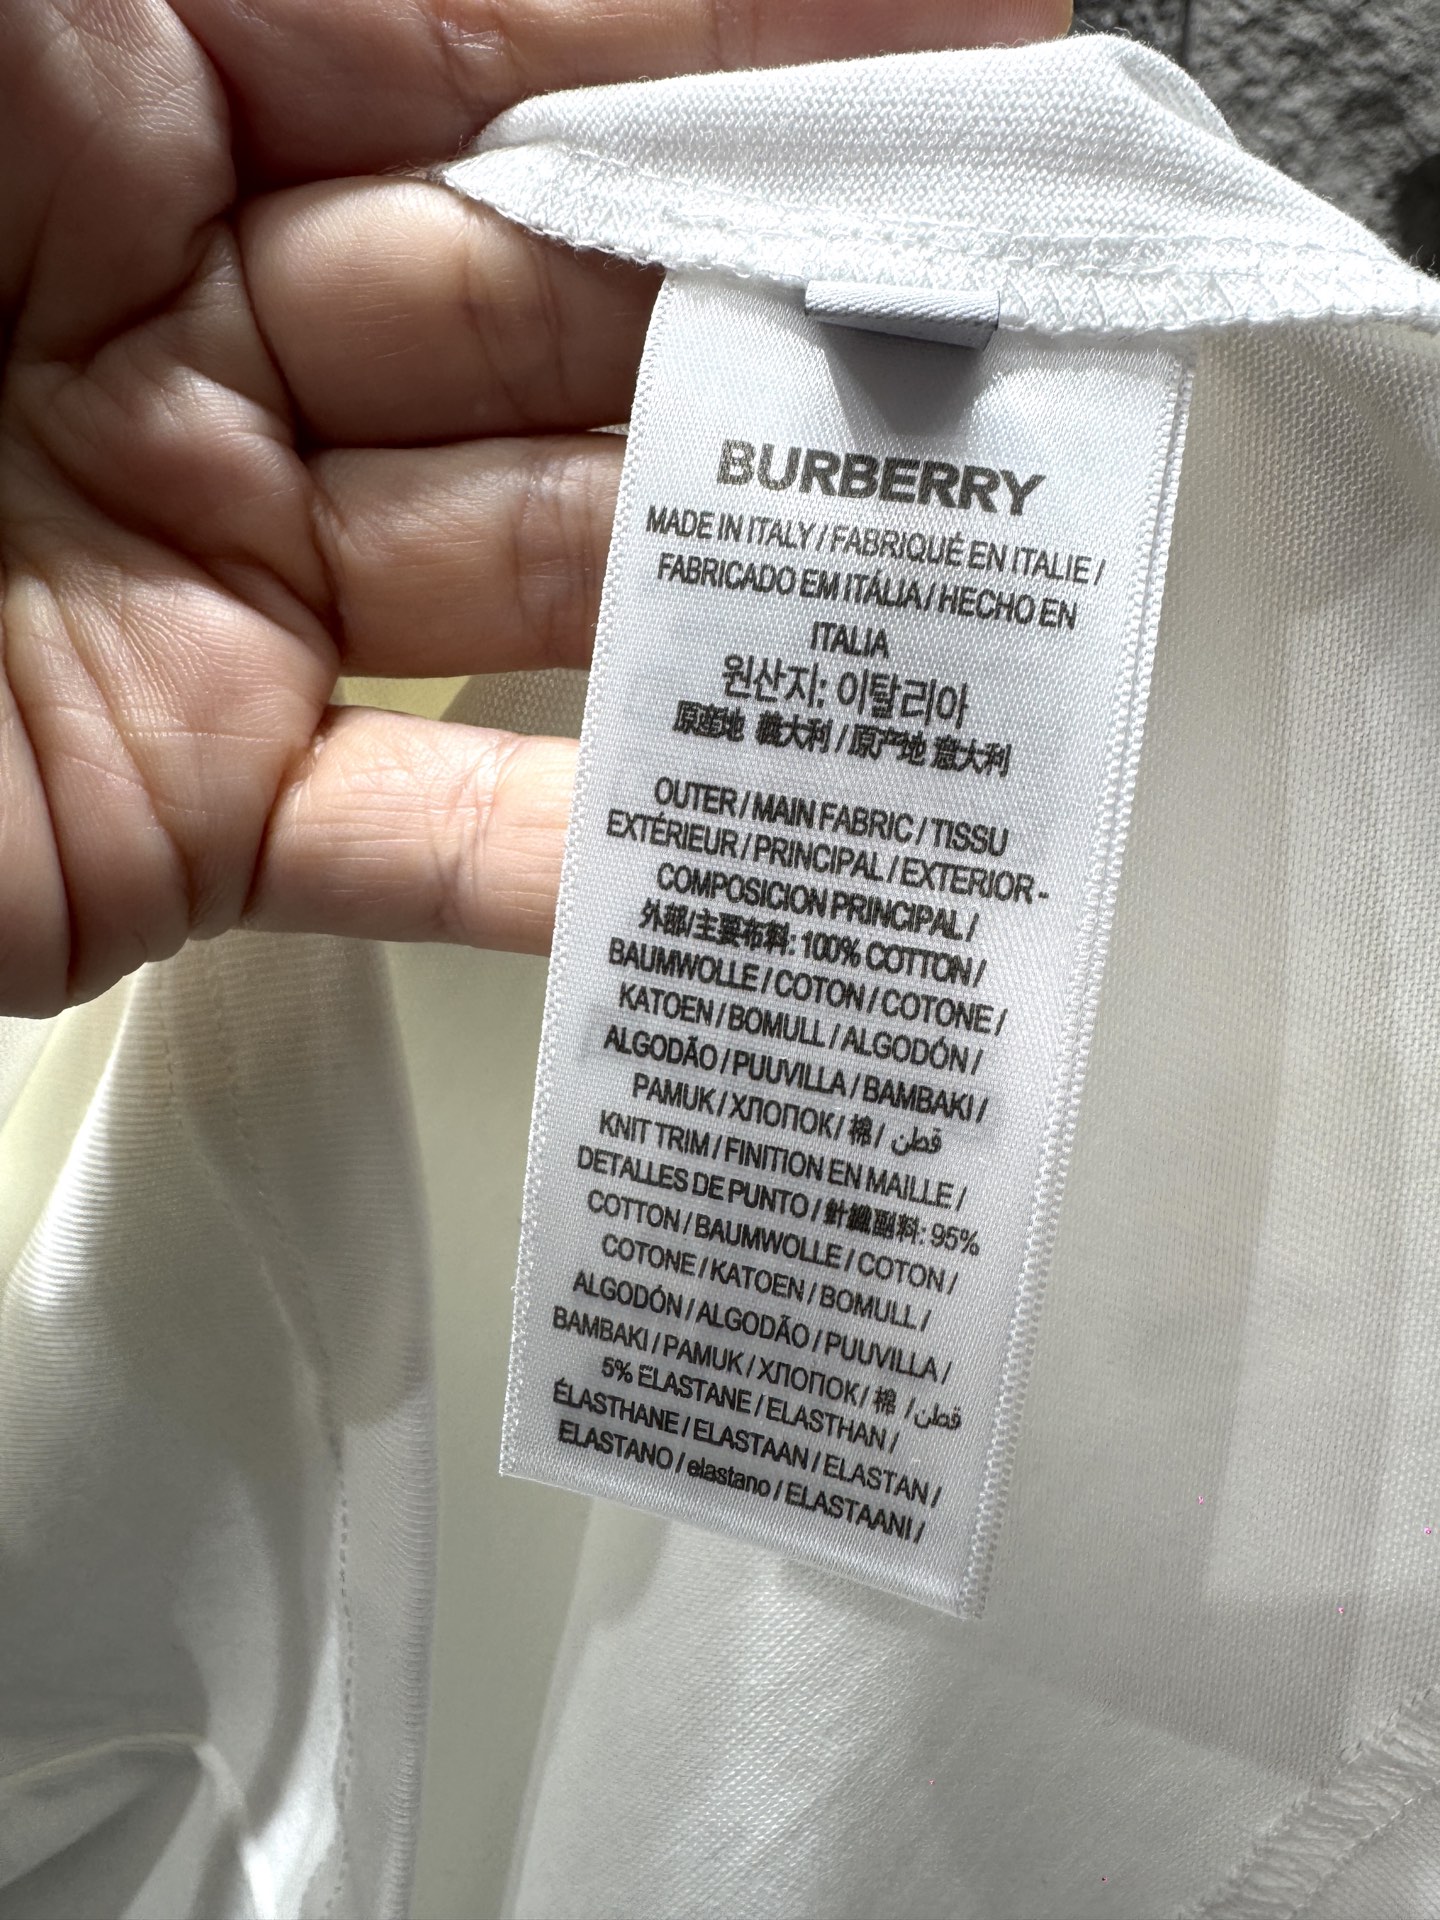 BURBERRY
MADE IN ITALY / FABRIQUÉ EN ITALIE /
FABRICADO EM ITÁLIA / HECHO EN
ITALIA
원산지: 이탈리아
原産地 義大利 / 原产地 意大利
OUTER / MAIN FABRIC / TISSU
EXTÉRIEUR / PRINCIPAL / EXTERIOR -
COMPOSICION PRINCIPAL /
外部/主要布料: 100% COTTON /
BAUMWOLLE / COTON / COTONE /
KATOEN / BOMULL / ALGODÓN /
ALGODÃO / PUUVILLA / BAMBAKI /
PAMUK / ХЛОПОК / 棉 / قطن
KNIT TRIM / FINITION EN MAILLE /
DETALLES DE PUNTO / 針織副料: 95%
COTTON / BAUMWOLLE / COTON /
COTONE / KATOEN / BOMULL /
ALGODÓN / ALGODÃO / PUUVILLA /
BAMBAKI / PAMUK / ХЛОПОК / 棉 / قطن
5% ELASTANE / ELASTHAN /
ÉLASTHANE / ELASTAAN / ELASTAN /
ELASTANO / elastano / ELASTAANI /